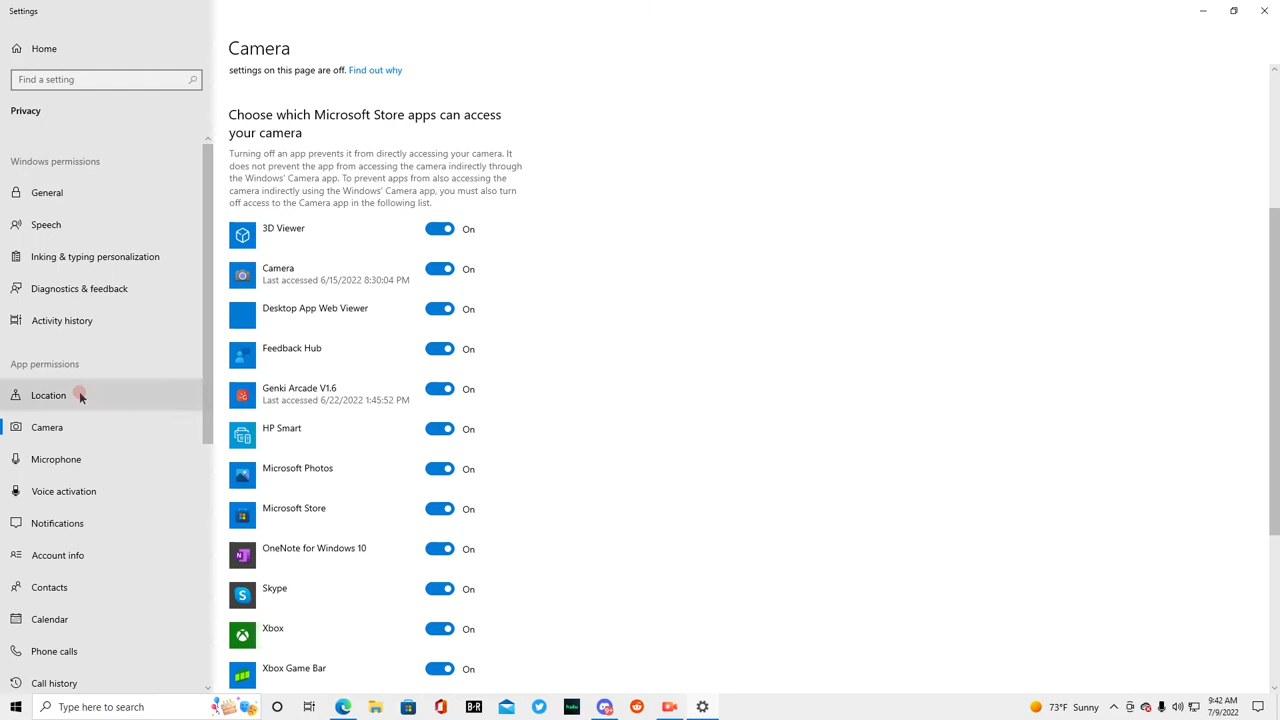 Settings
Home
Find a setting
Privacy
Windows permissions
General
Speech
Inking & typing personalization
Diagnostics & feedback
Activity history
App permissions
Location
Camera
Microphone
Voice activation
Notifications
Account info
Contacts
Calendar
Phone calls
Call history
Camera
settings on this page are off. Find out why
Choose which Microsoft Store apps can access
your camera
Turning off an app prevents it from directly accessing your camera. It
does not prevent the app from accessing the camera indirectly through
the Windows' Camera app. To prevent apps from also accessing the
camera indirectly using the Windows' Camera app, you must also turn
off access to the Camera app in the following list.
3D Viewer On
Camera On
Last accessed 6/15/2022 8:30:04 PM
Desktop App Web Viewer On
Feedback Hub On
Genki Arcade V1.6 On
Last accessed 6/22/2022 1:45:52 PM
HP Smart On
Microsoft Photos On
Microsoft Store On
OneNote for Windows 10 On
Skype On
Xbox On
Xbox Game Bar On
Type here to search
B·R
hulu
73°F Sunny
9:42 AM
7/9/2022